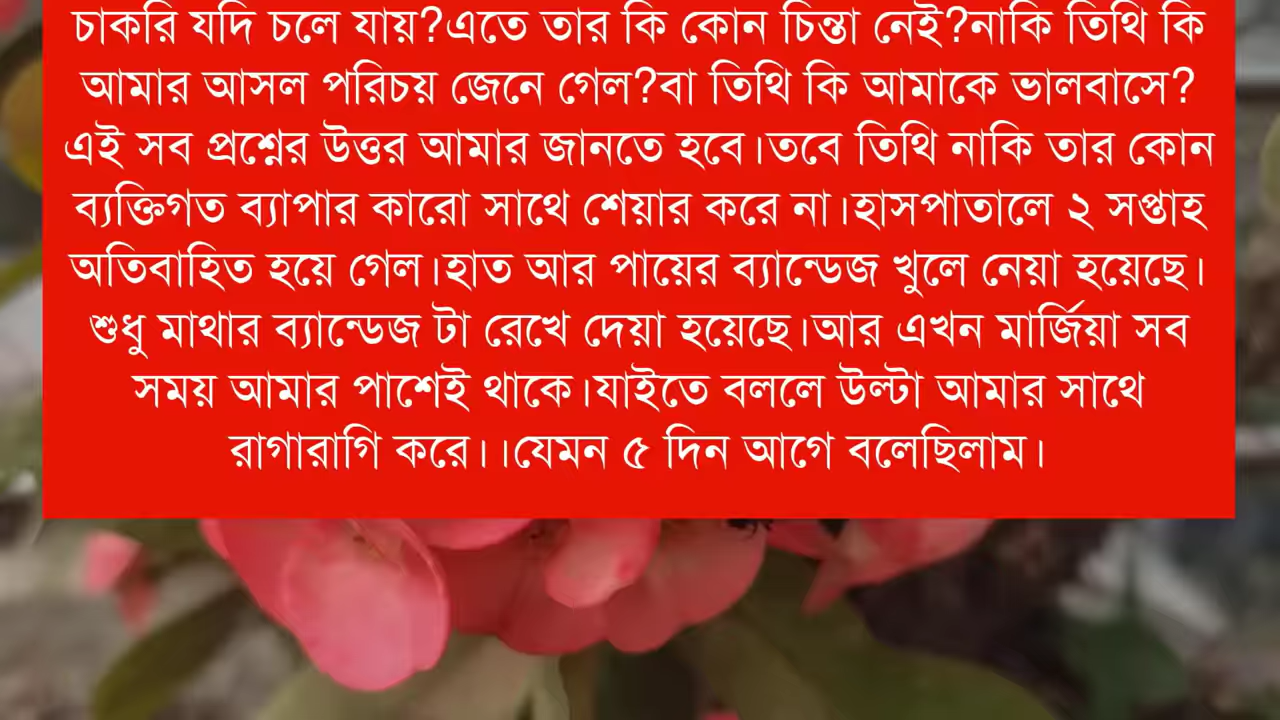 চাকরি যদি চলে যায়?এতে তার কি কোন চিন্তা নেই?নাকি তিথি কি
আমার আসল পরিচয় জেনে গেল?বা তিথি কি আমাকে ভালবাসে?
এই সব প্রশ্নের উত্তর আমার জানতে হবে।তবে তিথি নাকি তার কোন
ব্যক্তিগত ব্যাপার কারো সাথে শেয়ার করে না।হাসপাতালে ২ সপ্তাহ
অতিবাহিত হয়ে গেল।হাত আর পায়ের ব্যান্ডেজ খুলে নেয়া হয়েছে।
শুধু মাথার ব্যান্ডেজ টা রেখে দেয়া হয়েছে।আর এখন মার্জিয়া সব
সময় আমার পাশেই থাকে।যাইতে বললে উল্টা আমার সাথে
রাগারাগি করে।।যেমন ৫ দিন আগে বলেছিলাম।